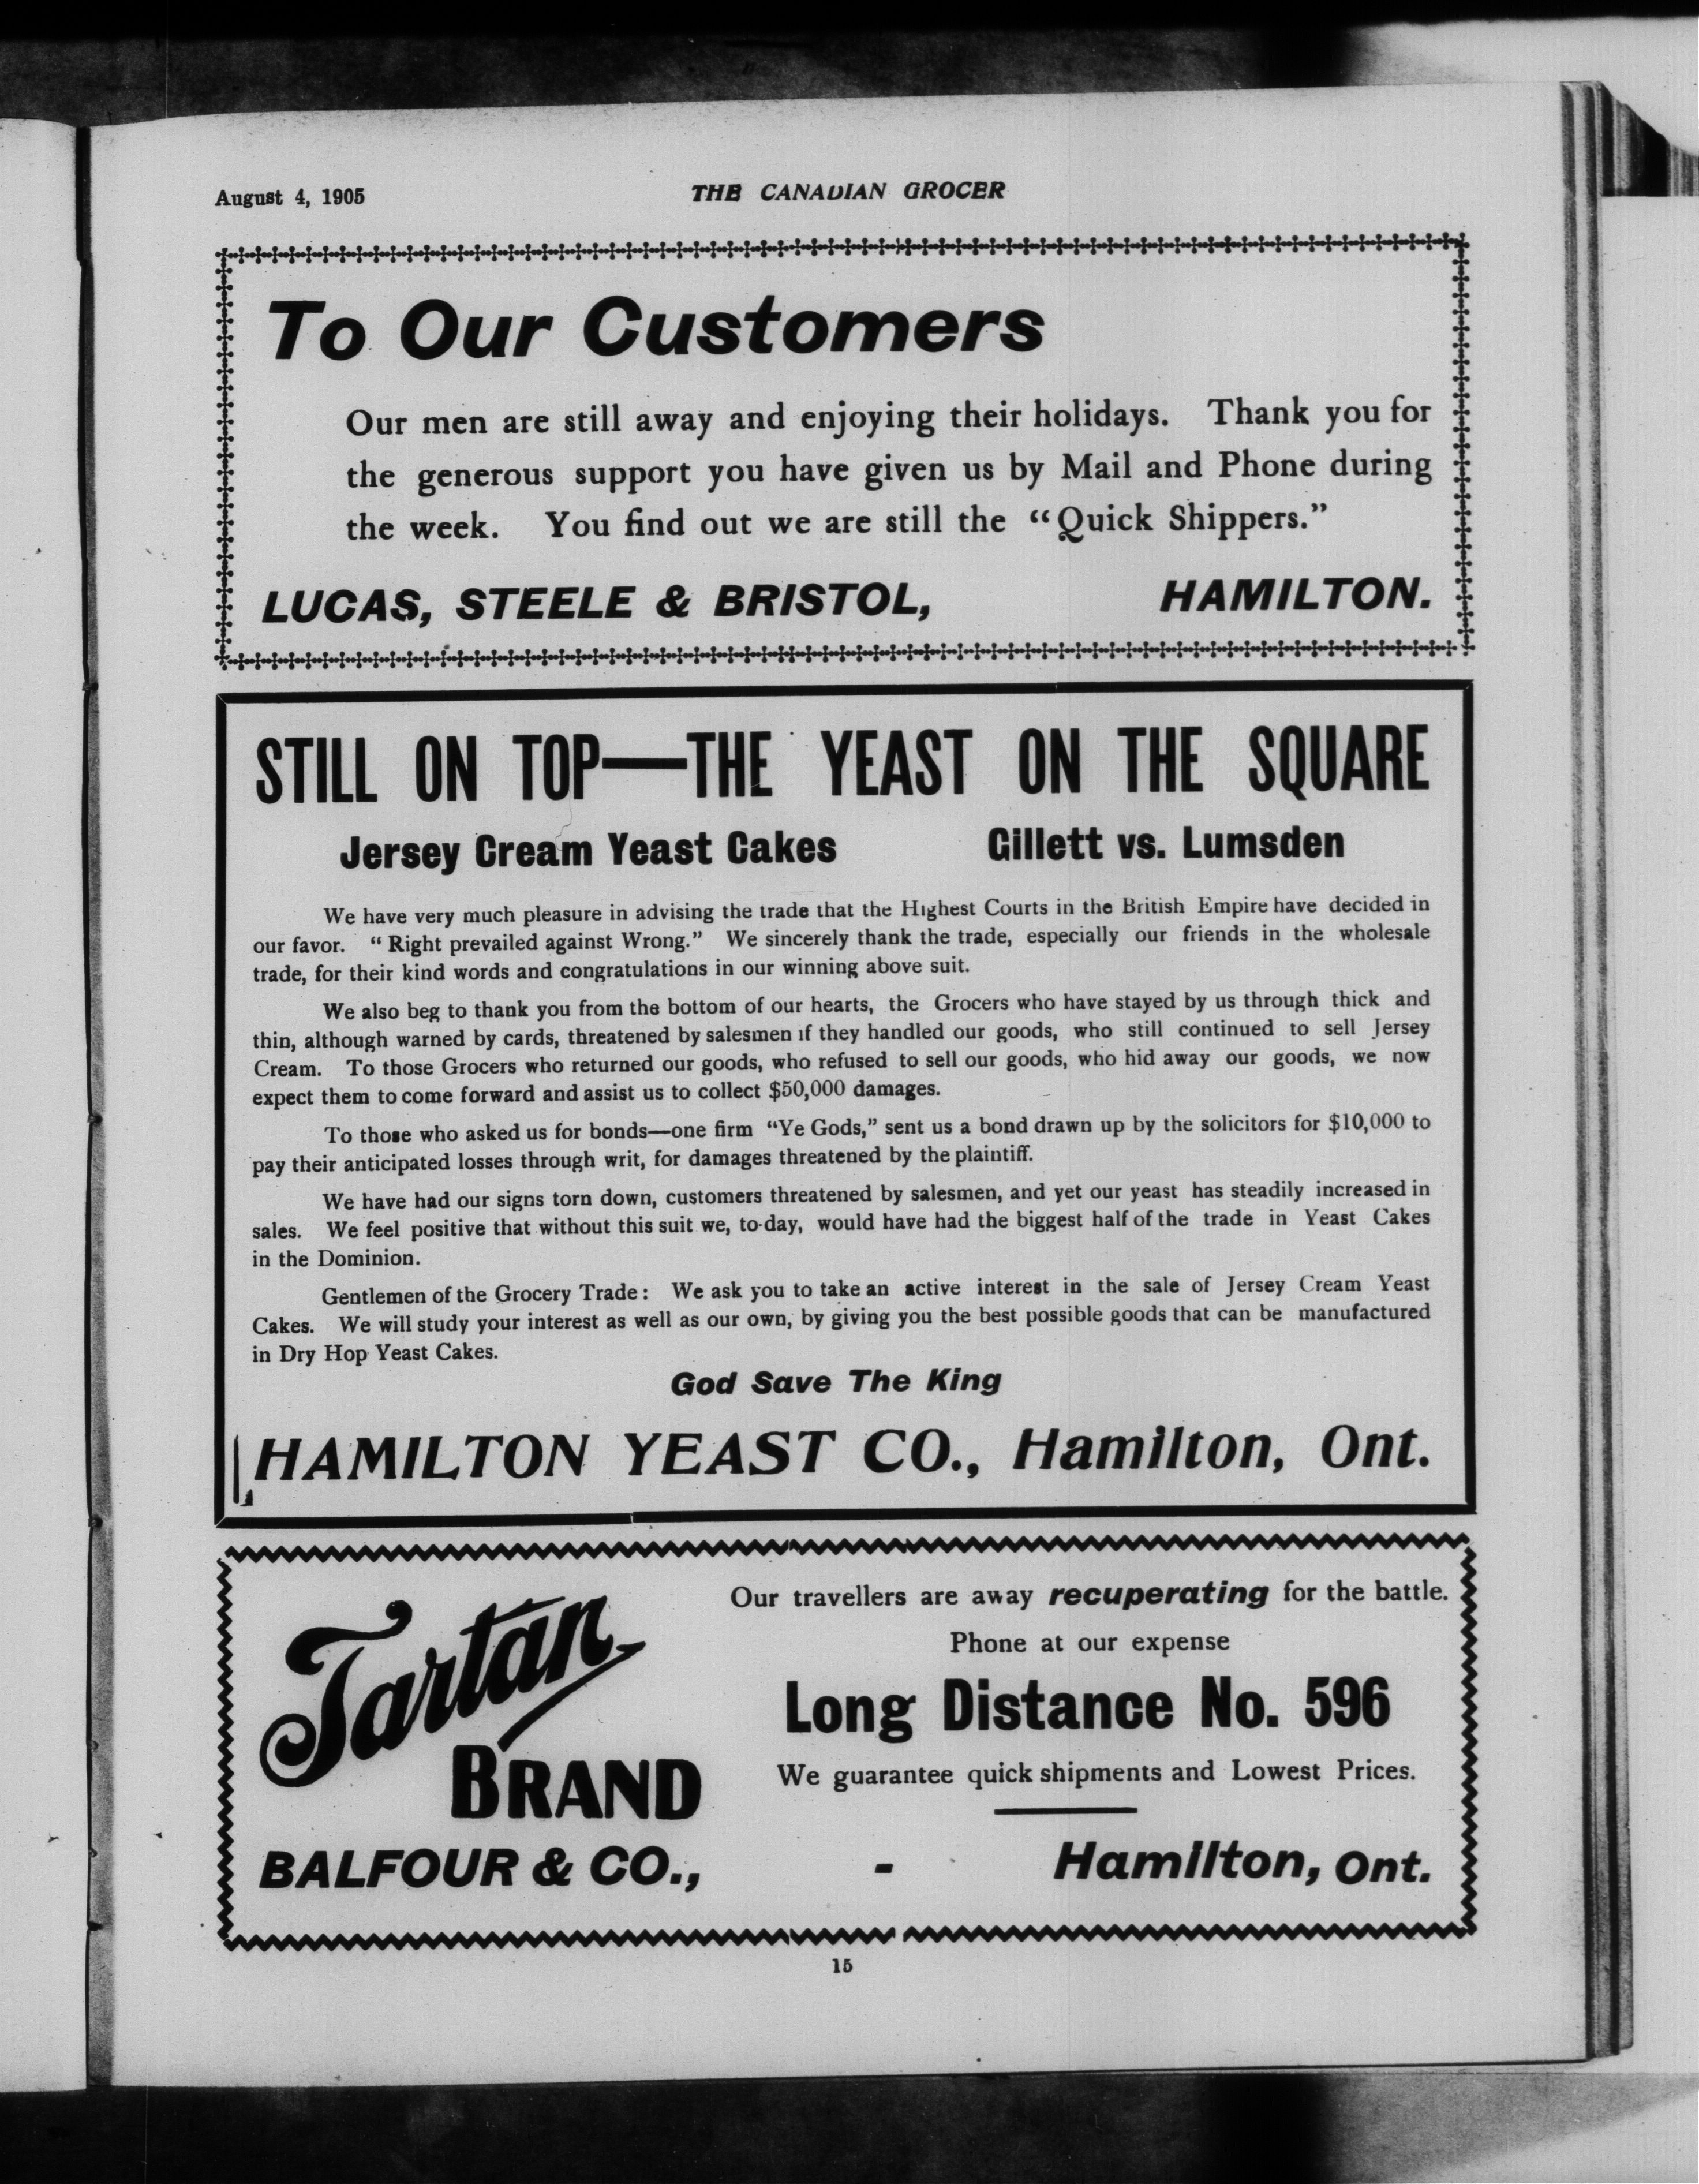 August 4, 1905
THE CANADIAN GROCER
To Our Customers
Our men are still away and enjoying their holidays. Thank you for
the generous support you have given us by Mail and Phone during
the week. You find out we are still the "Quick Shippers."
LUCAS, STEELE & BRISTOL, HAMILTON.
STILL ON TOP—THE YEAST ON THE SQUARE
Jersey Cream Yeast Cakes Gillett vs. Lumsden
We have very much pleasure in advising the trade that the Highest Courts in the British Empire have decided in
our favor. "Right prevailed against Wrong." We sincerely thank the trade, especially our friends in the wholesale
trade, for their kind words and congratulations in our winning above suit.
We also beg to thank you from the bottom of our hearts, the Grocers who have stayed by us through thick and
thin, although warned by cards, threatened by salesmen if they handled our goods, who still continued to sell Jersey
Cream. To those Grocers who returned our goods, who refused to sell our goods, who hid away our goods, we now
expect them to come forward and assist us to collect $50,000 damages.
To those who asked us for bonds—one firm "Ye Gods," sent us a bond drawn up by the solicitors for $10,000 to
pay their anticipated losses through writ, for damages threatened by the plaintiff.
We have had our signs torn down, customers threatened by salesmen, and yet our yeast has steadily increased in
sales. We feel positive that without this suit we, to-day, would have had the biggest half of the trade in Yeast Cakes
in the Dominion.
Gentlemen of the Grocery Trade: We ask you to take an active interest in the sale of Jersey Cream Yeast
Cakes. We will study your interest as well as our own, by giving you the best possible goods that can be manufactured
in Dry Hop Yeast Cakes.
God Save The King
HAMILTON YEAST CO., Hamilton, Ont.
Tartan
BRAND
Our travellers are away recuperating for the battle.
Phone at our expense
Long Distance No. 596
We guarantee quick shipments and Lowest Prices.
BALFOUR & CO., - Hamilton, Ont.
15